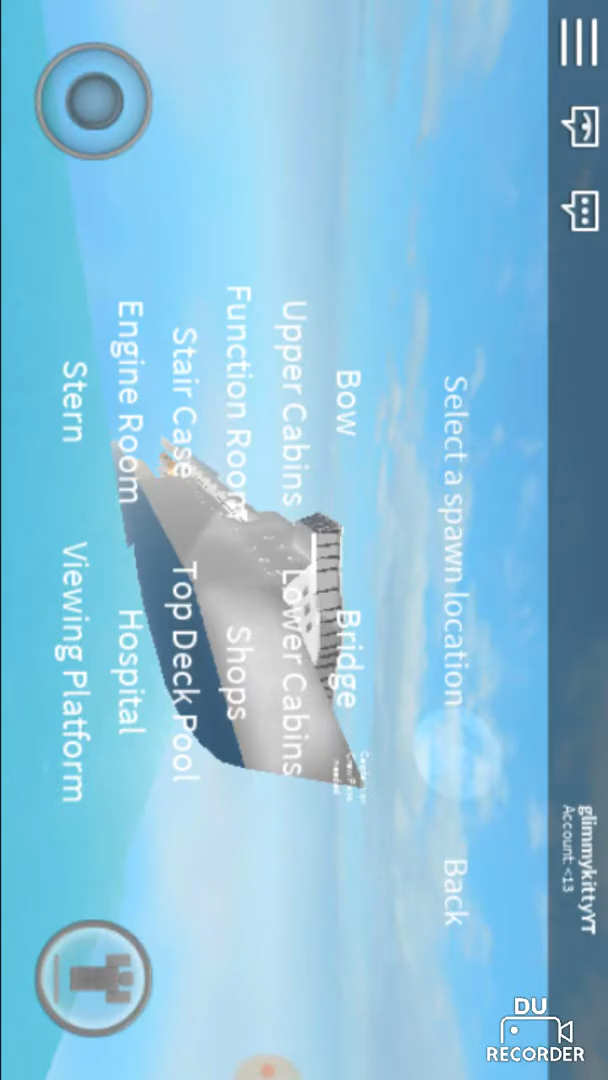 glimmykittyYT
Account: <13
Select a spawn location
Back
Bow
Bridge
Upper Cabins
Lower Cabins
Function Room
Shops
Stair Case
Top Deck Pool
Engine Room
Hospital
Stern
Viewing Platform
DU
RECORDER